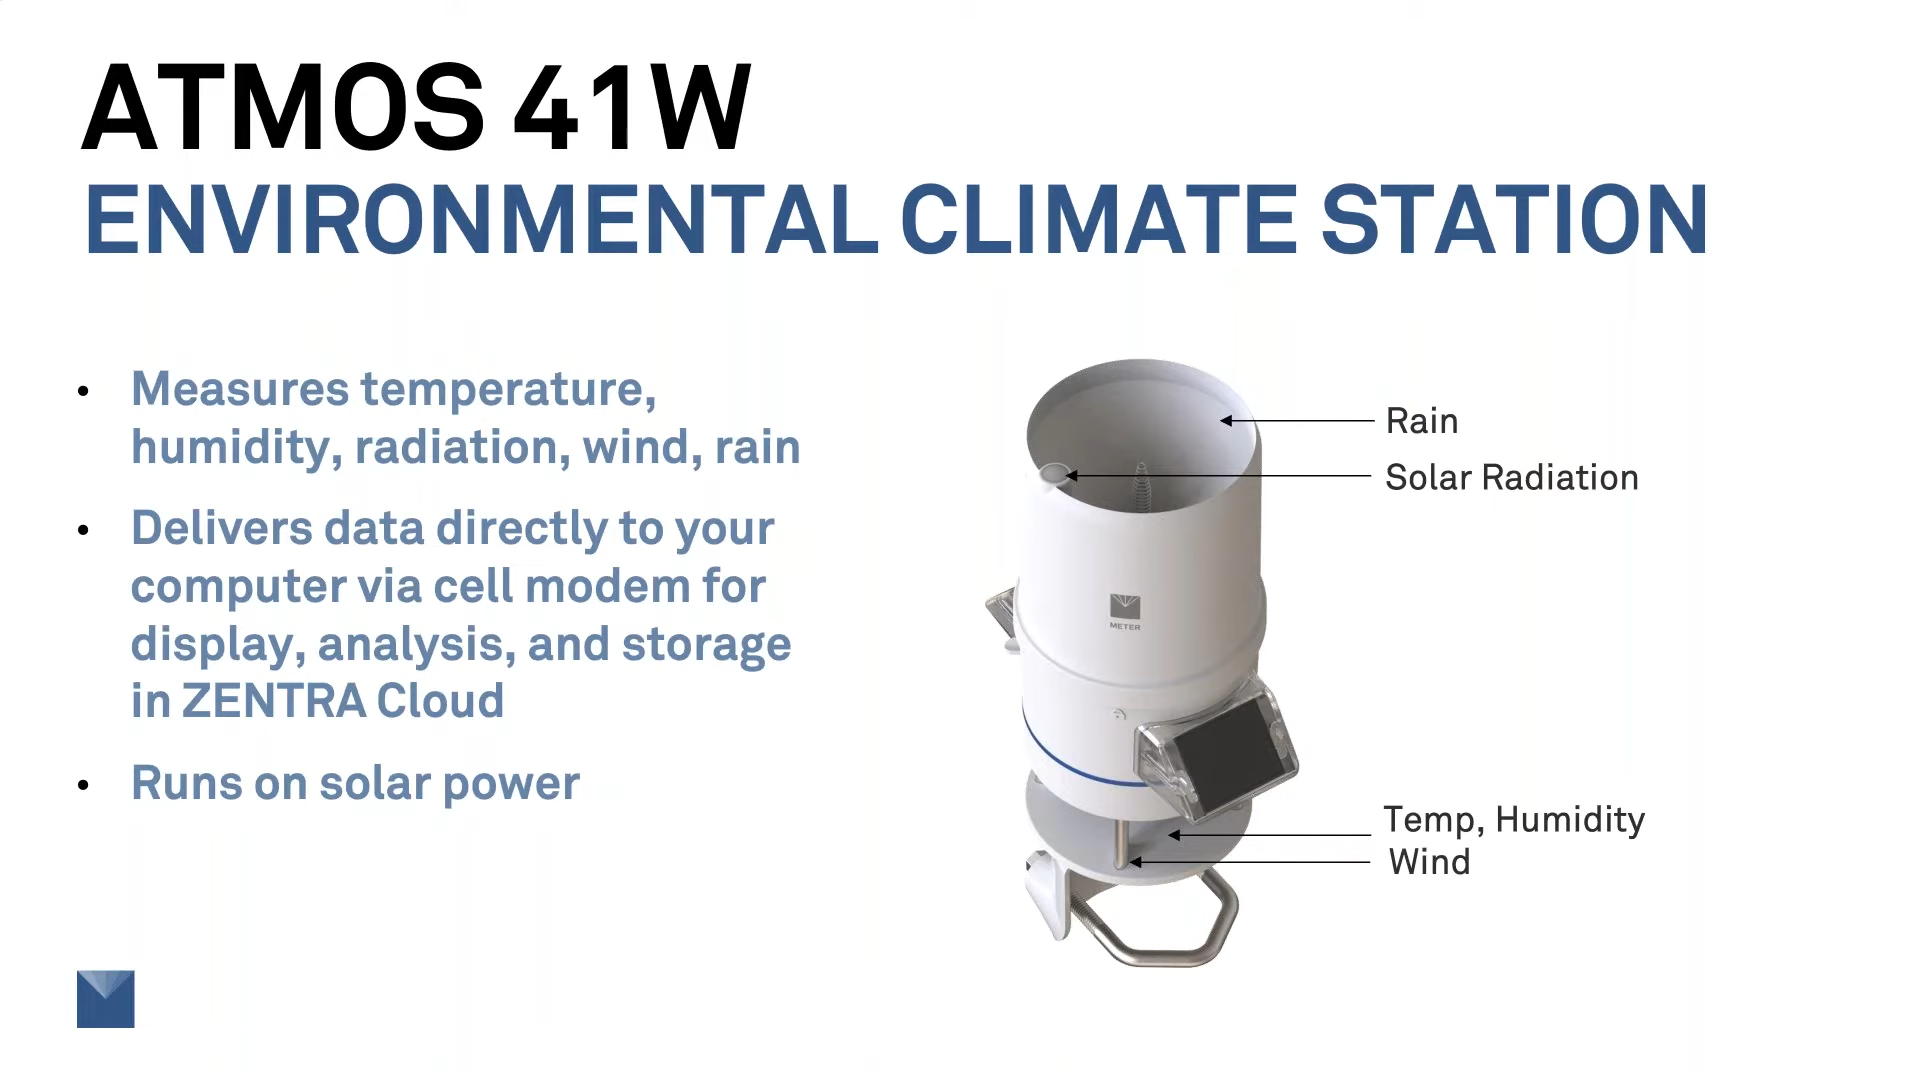 ATMOS 41W
ENVIRONMENTAL CLIMATE STATION
• Measures temperature,
humidity, radiation, wind, rain
• Delivers data directly to your
computer via cell modem for
display, analysis, and storage
in ZENTRA Cloud
• Runs on solar power
Rain
Solar Radiation
METER
Temp, Humidity
Wind